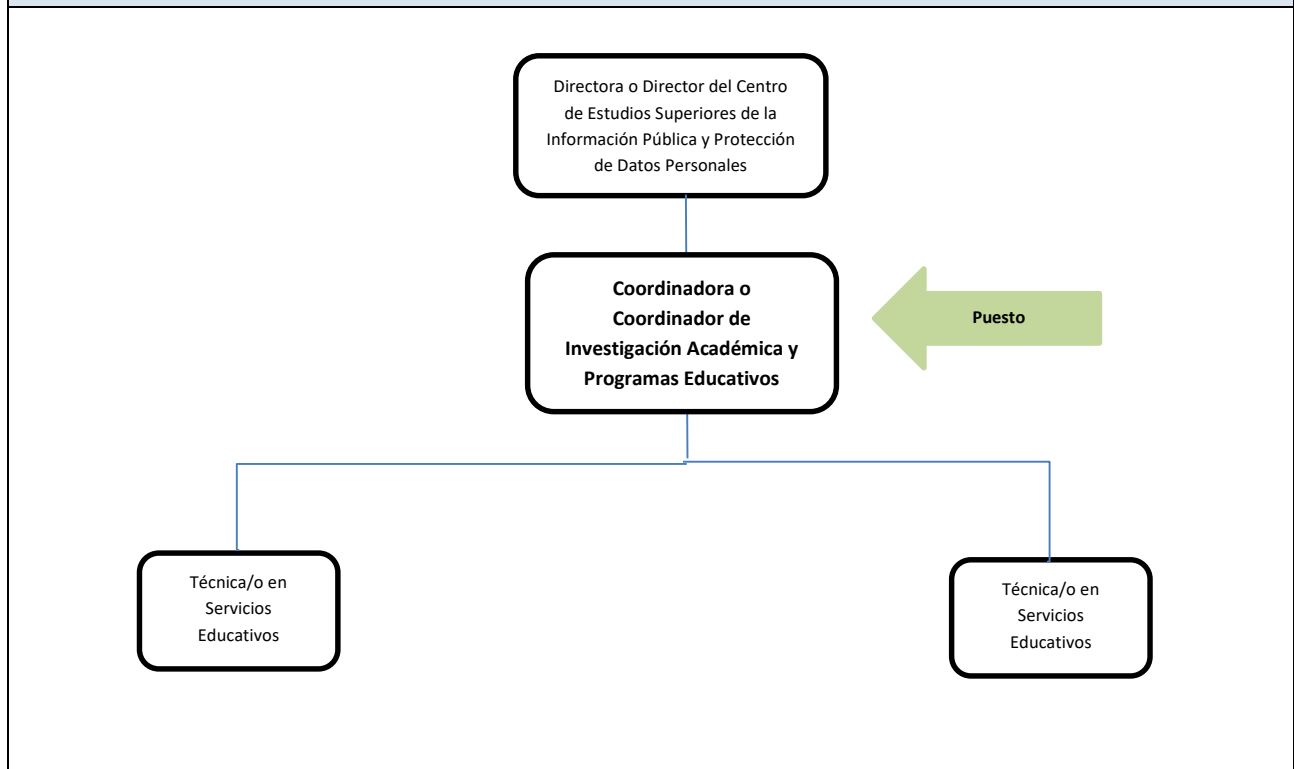 Directora o Director del Centro
de Estudios Superiores de la
Información Pública y Protección
de Datos Personales
Coordinadora o
Coordinador de
Investigación Académica y
Programas Educativos
Puesto
Técnica/o en
Servicios
Educativos
Técnica/o en
Servicios
Educativos